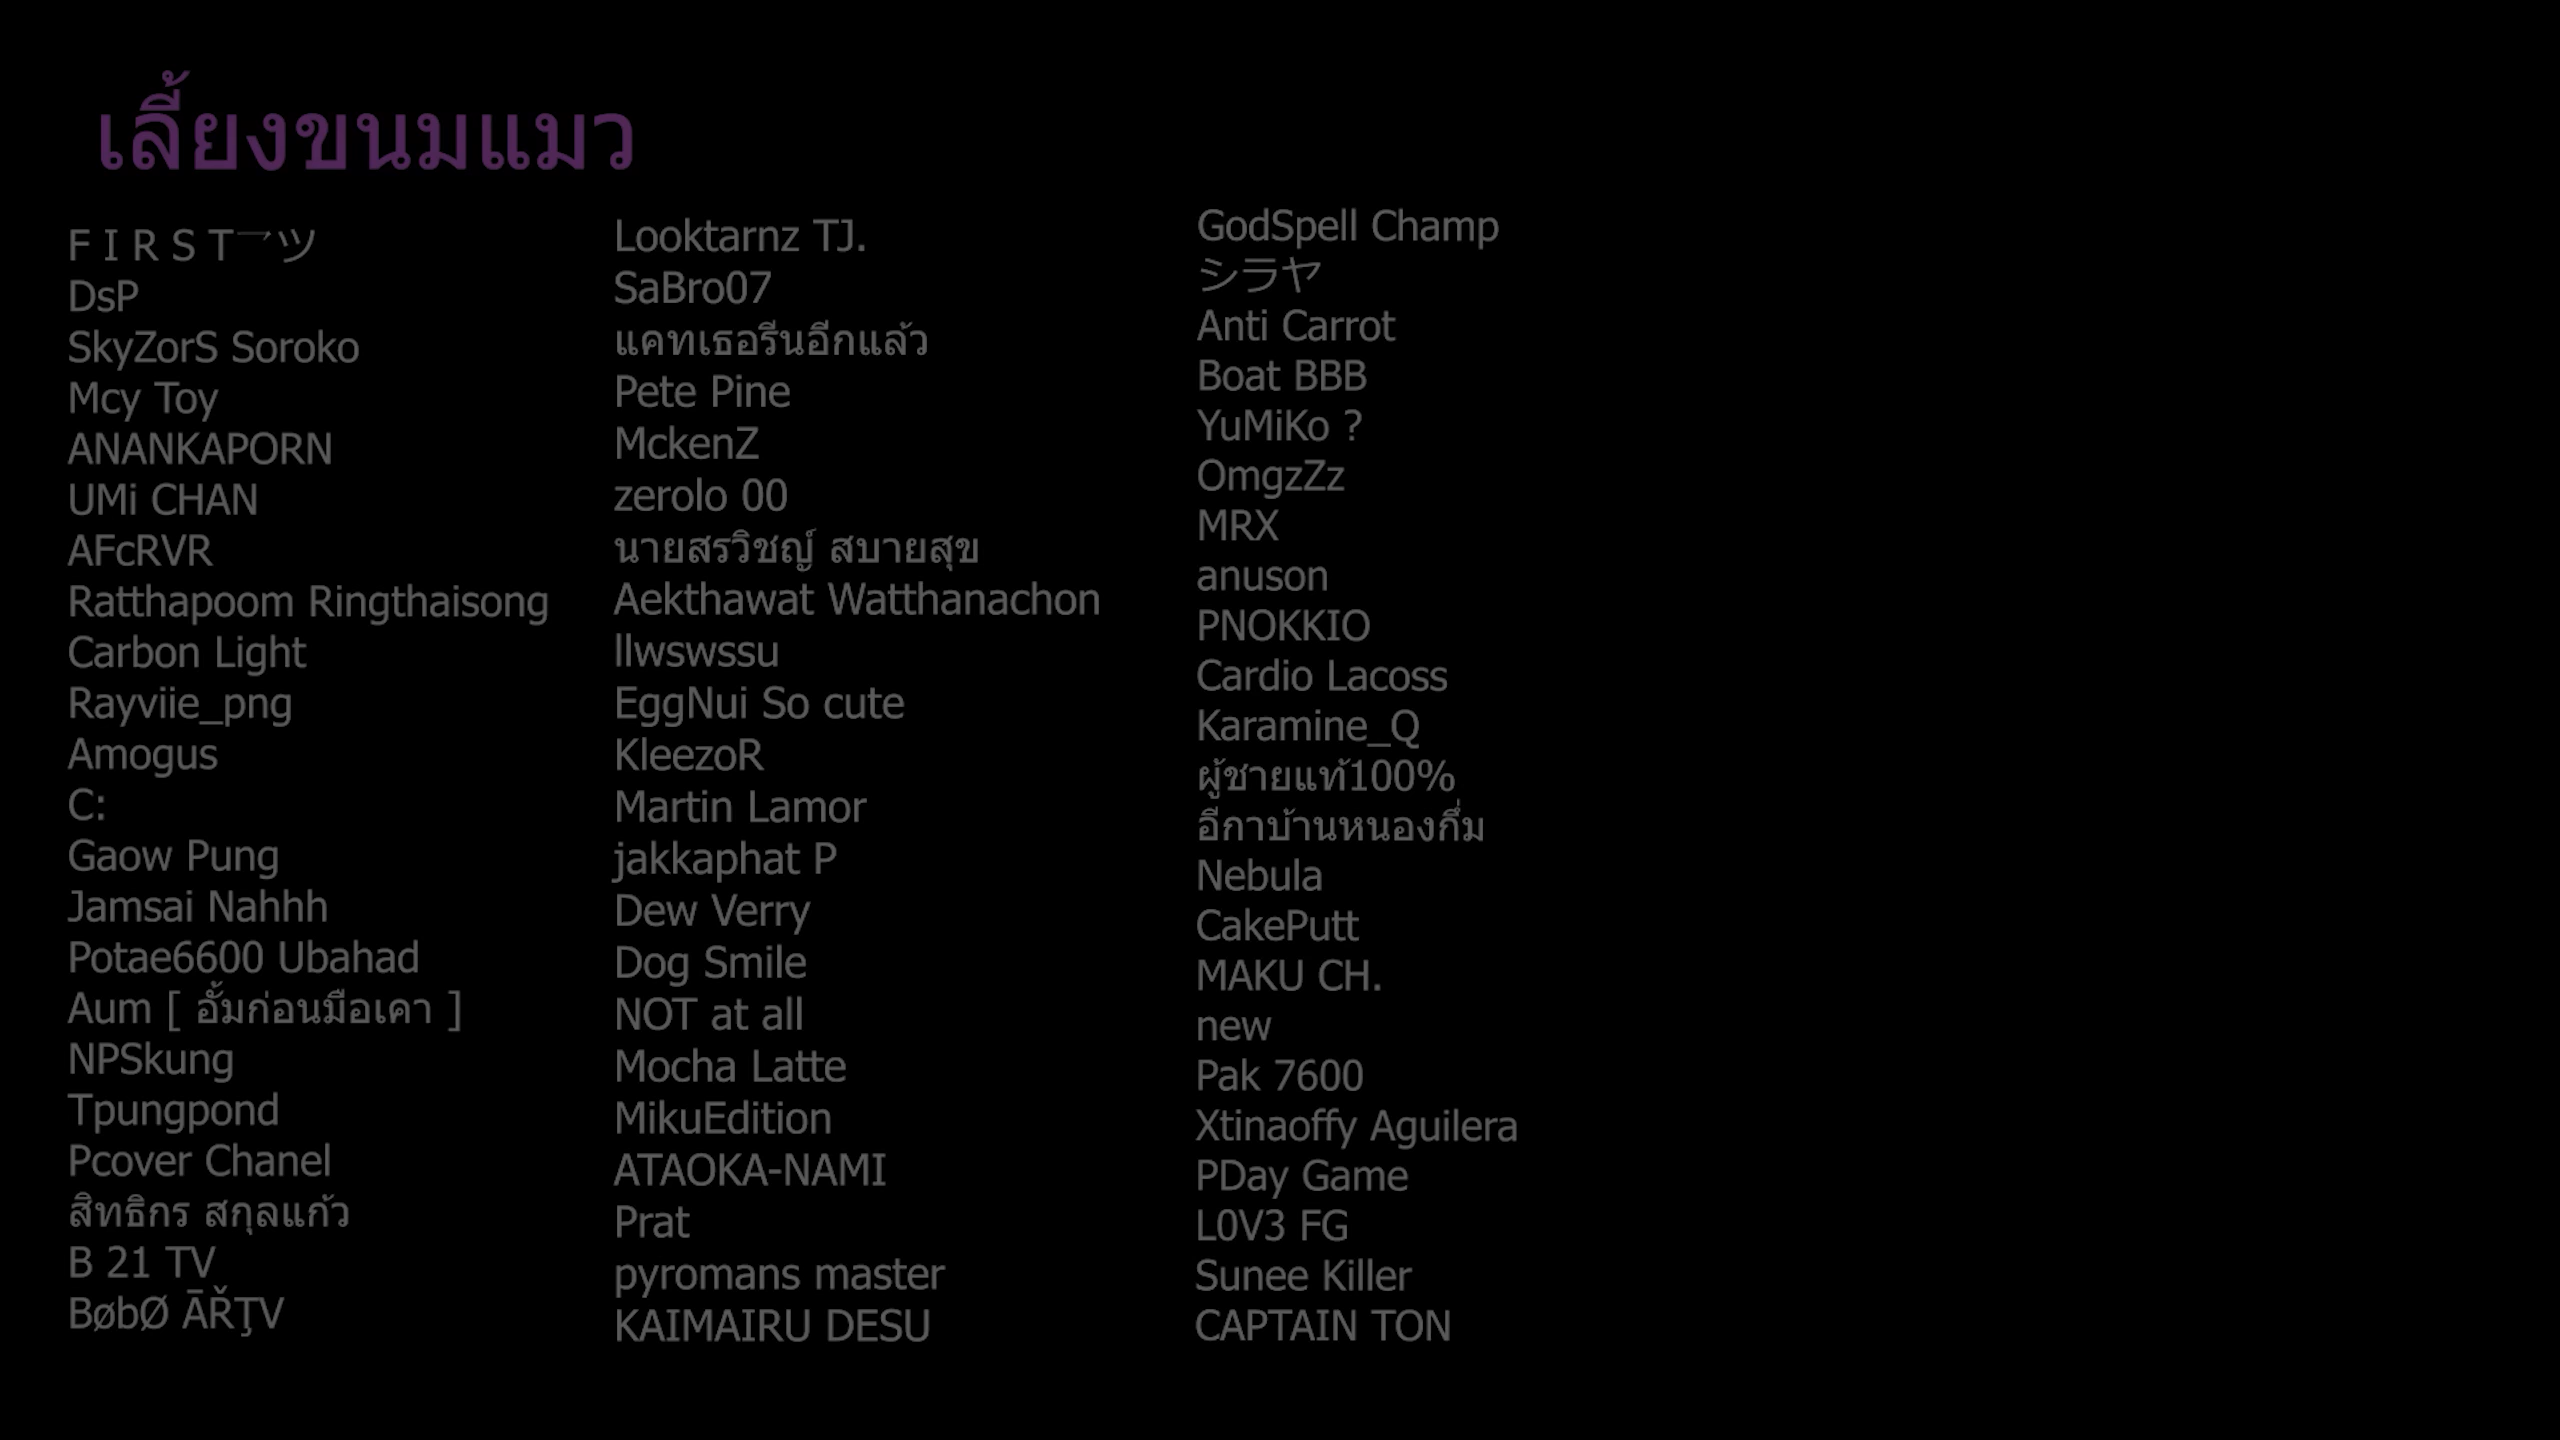 เลี้ยงขนมแมว
F I R S T乛ツ
DsP
SkyZorS Soroko
Mcy Toy
ANANKAPORN
UMi CHAN
AFcRVR
Ratthapoom Ringthaisong
Carbon Light
Rayviie_png
Amogus
C:
Gaow Pung
Jamsai Nahhh
Potae6600 Ubahad
Aum [ อั้มก่อนมือเคา ]
NPSkung
Tpungpond
Pcover Chanel
สิทธิกร สกุลแก้ว
B 21 TV
BøbØ ĀŘŢV
Looktarnz TJ.
SaBro07
แคทเธอรีนอีกแล้ว
Pete Pine
MckenZ
zerolo 00
นายสรวิชญ์ สบายสุข
Aekthawat Watthanachon
llwswssu
EggNui So cute
KleezoR
Martin Lamor
jakkaphat P
Dew Verry
Dog Smile
NOT at all
Mocha Latte
MikuEdition
ATAOKA-NAMI
Prat
pyromans master
KAIMAIRU DESU
GodSpell Champ
シラヤ
Anti Carrot
Boat BBB
YuMiKo ?
OmgzZz
MRX
anuson
PNOKKIO
Cardio Lacoss
Karamine_Q
ผู้ชายแท้100%
อีกาบ้านหนองกึ่ม
Nebula
CakePutt
MAKU CH.
new
Pak 7600
Xtinaoffy Aguilera
PDay Game
L0V3 FG
Sunee Killer
CAPTAIN TON